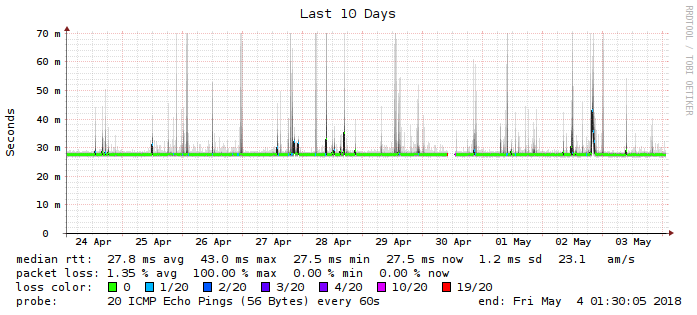 Last 10 Days
RRDTOOL / TOBI OETIKER
Seconds
70 m
60 m
50 m
40 m
30 m
20 m
10 m
0
24 Apr 25 Apr 26 Apr 27 Apr 28 Apr 29 Apr 30 Apr 01 May 02 May 03 May
median rtt: 27.8 ms avg 43.0 ms max 27.5 ms min 27.5 ms now 1.2 ms sd 23.1 am/s
packet loss: 1.35 % avg 100.00 % max 0.00 % min 0.00 % now
loss color: 0 1/20 2/20 3/20 4/20 10/20 19/20
probe: 20 ICMP Echo Pings (56 Bytes) every 60s end: Fri May 4 01:30:05 2018